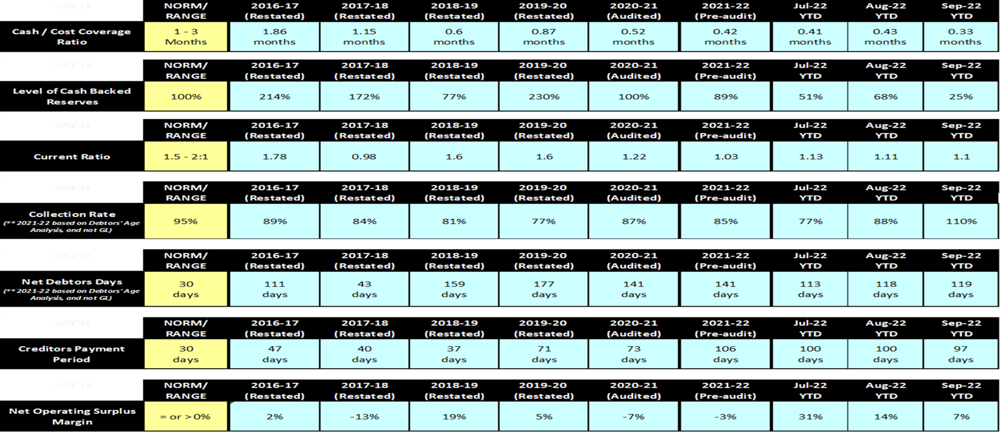 NORM/ 2016-17 2017-18 2018-19 2019-20 2020-21 2021-22 Jul-22 Aug-22 Sep-22
RANGE (Restated) (Restated) (Restated) (Restated) (Audited) (Pre-audit) YTD YTD YTD
Cash / Cost Coverage 1 - 3 1.86 1.15 0.6 0.87 0.52 0.42 0.41 0.43 0.33
Ratio Months months months months months months months months months months
NORM/ 2016-17 2017-18 2018-19 2019-20 2020-21 2021-22 Jul-22 Aug-22 Sep-22
RANGE (Restated) (Restated) (Restated) (Restated) (Audited) (Pre-audit) YTD YTD YTD
Level of Cash Backed
Reserves 100% 214% 172% 77% 230% 100% 89% 51% 68% 25%
NORM/ 2016-17 2017-18 2018-19 2019-20 2020-21 2021-22 Jul-22 Aug-22 Sep-22
RANGE (Restated) (Restated) (Restated) (Restated) (Audited) (Pre-audit) YTD YTD YTD
Current Ratio 1.5 - 2:1 1.78 0.98 1.6 1.6 1.22 1.03 1.13 1.11 1.1
NORM/ 2016-17 2017-18 2018-19 2019-20 2020-21 2021-22 Jul-22 Aug-22 Sep-22
RANGE (Restated) (Restated) (Restated) (Restated) (Audited) (Pre-audit) YTD YTD YTD
Collection Rate
(** 2021-22 based on Debtors' Age 95% 89% 84% 81% 77% 87% 85% 77% 88% 110%
Analysis, and not GL)
NORM/ 2016-17 2017-18 2018-19 2019-20 2020-21 2021-22 Jul-22 Aug-22 Sep-22
RANGE (Restated) (Restated) (Restated) (Restated) (Audited) (Pre-audit) YTD YTD YTD
Net Debtors Days 30 111 43 159 177 141 141 113 118 119
(** 2021-22 based on Debtors' Age days days days days days days days days days days
Analysis, and not GL)
NORM/ 2016-17 2017-18 2018-19 2019-20 2020-21 2021-22 Jul-22 Aug-22 Sep-22
RANGE (Restated) (Restated) (Restated) (Restated) (Audited) (Pre-audit) YTD YTD YTD
Creditors Payment 30 47 40 37 71 73 106 100 100 97
Period days days days days days days days days days days
NORM/ 2016-17 2017-18 2018-19 2019-20 2020-21 2021-22 Jul-22 Aug-22 Sep-22
RANGE (Restated) (Restated) (Restated) (Restated) (Audited) (Pre-audit) YTD YTD YTD
Net Operating Surplus
Margin = or > 0% 2% -13% 19% 5% -7% -3% 31% 14% 7%